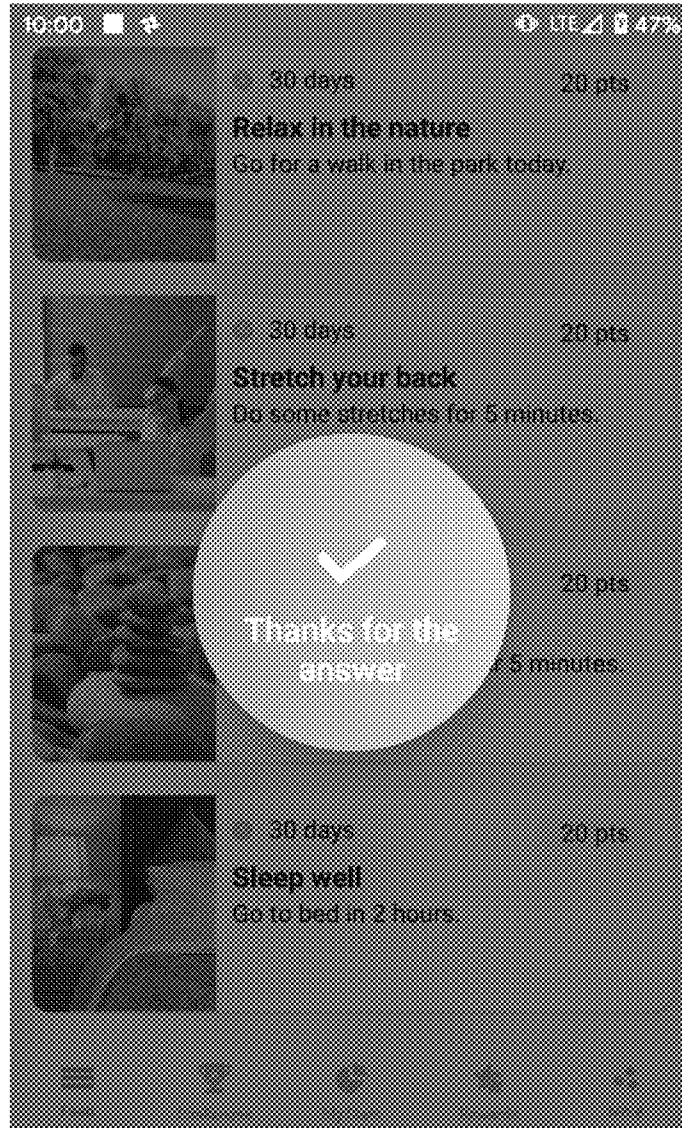 10:00 LTE 47%
30 days 20 pts
Relax in the nature
Go for a walk in the park today.
30 days 20 pts
Stretch your back
Do some stretches for 5 minutes.
20 pts
Thanks for the
answer
5 minutes.
30 days 20 pts
Sleep well
Go to bed in 2 hours.